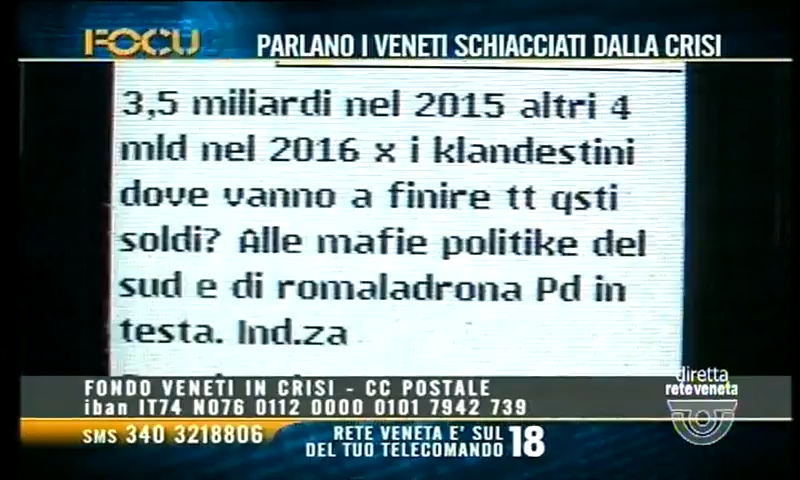 FOCU
PARLANO I VENETI SCHIACCIATI DALLA CRISI
3,5 miliardi nel 2015 altri 4
mld nel 2016 x i klandestini
dove vanno a finire tt qsti
soldi? Alle mafie politike del
sud e di romaladrona Pd in
testa. Ind.za
FONDO VENETI IN CRISI - CC POSTALE
iban IT74 N076 0112 0000 0101 7942 739
diretta
reteveneta
SMS 340 3218806
RETE VENETA E' SUL
DEL TUO TELECOMANDO 18